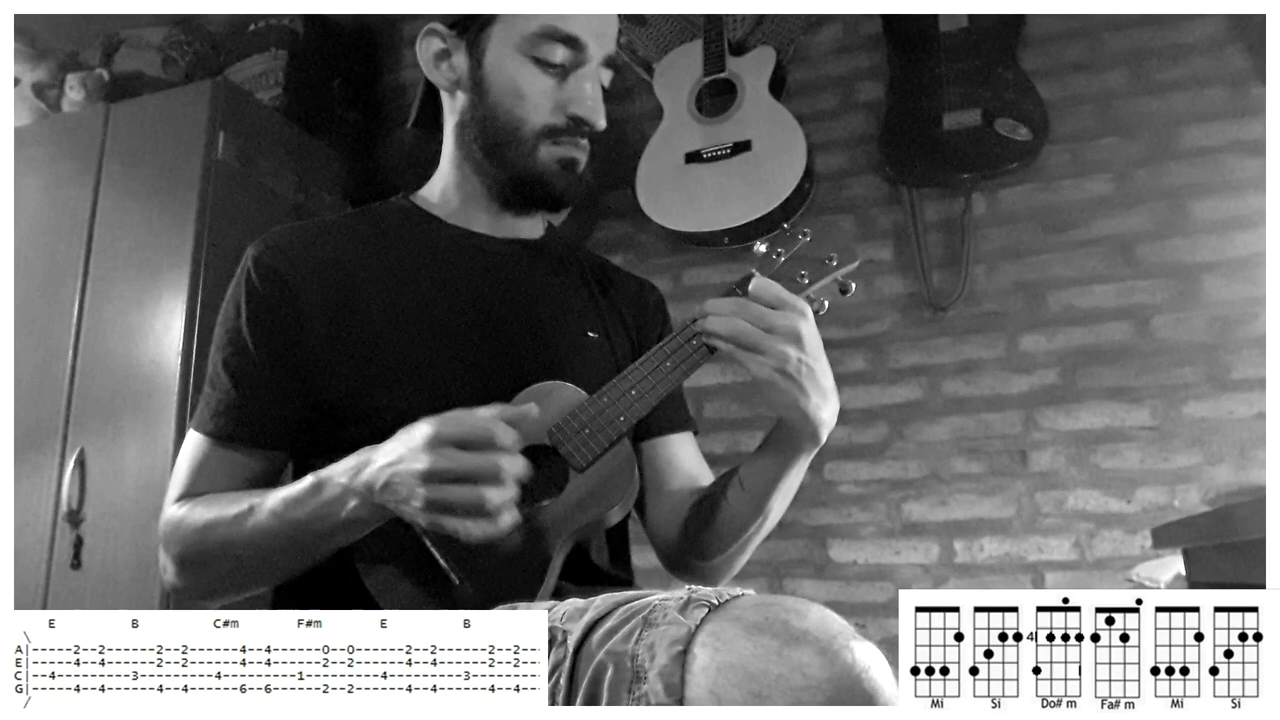 E B C#m F#m E B
\
A|-----2--2------2--2------4--4------0--0------2--2------2--2--
E|-----4--4------2--2------4--4------2--2------2--2------2--2--
C|--4---------3---------4---------1---------4---------3--------
G|-----4--4------4--4------6--6------2--2------4--4------4--4--
/
4
Mi Si Do# m Fa# m Mi Si